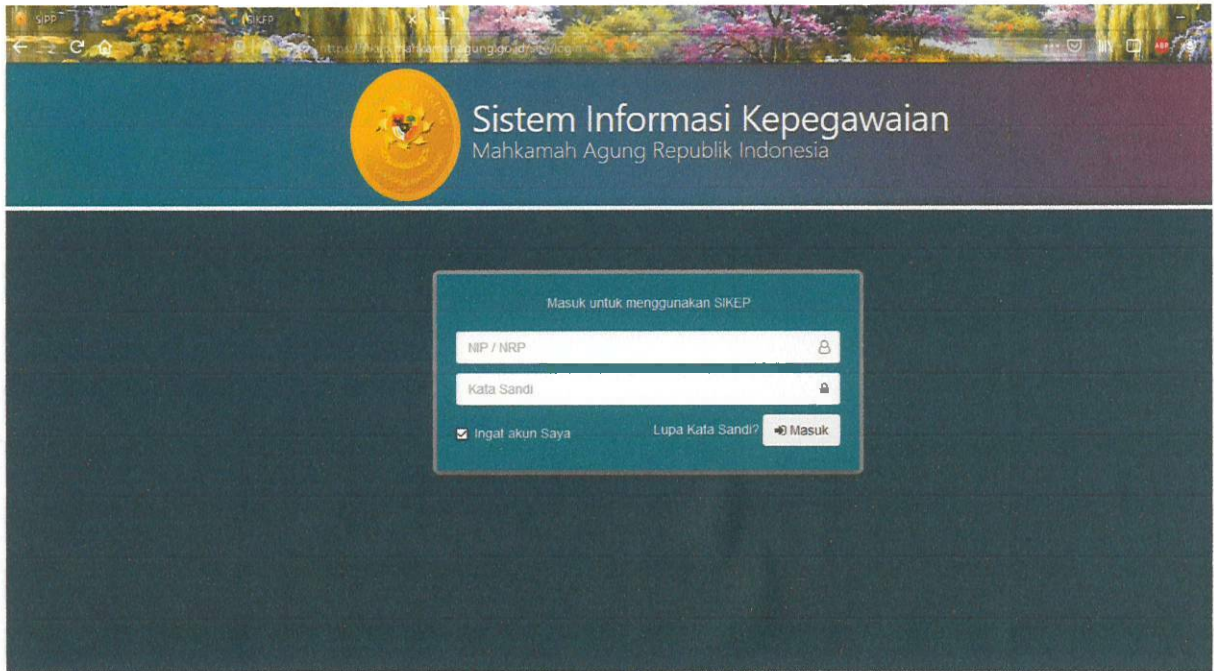 SIPP
SIKEP
Sistem Informasi Kepegawaian
Mahkamah Agung Republik Indonesia
Masuk untuk menggunakan SIKEP
NIP / NRP
Kata Sandi
Ingat akun Saya
Lupa Kata Sandi?
Masuk